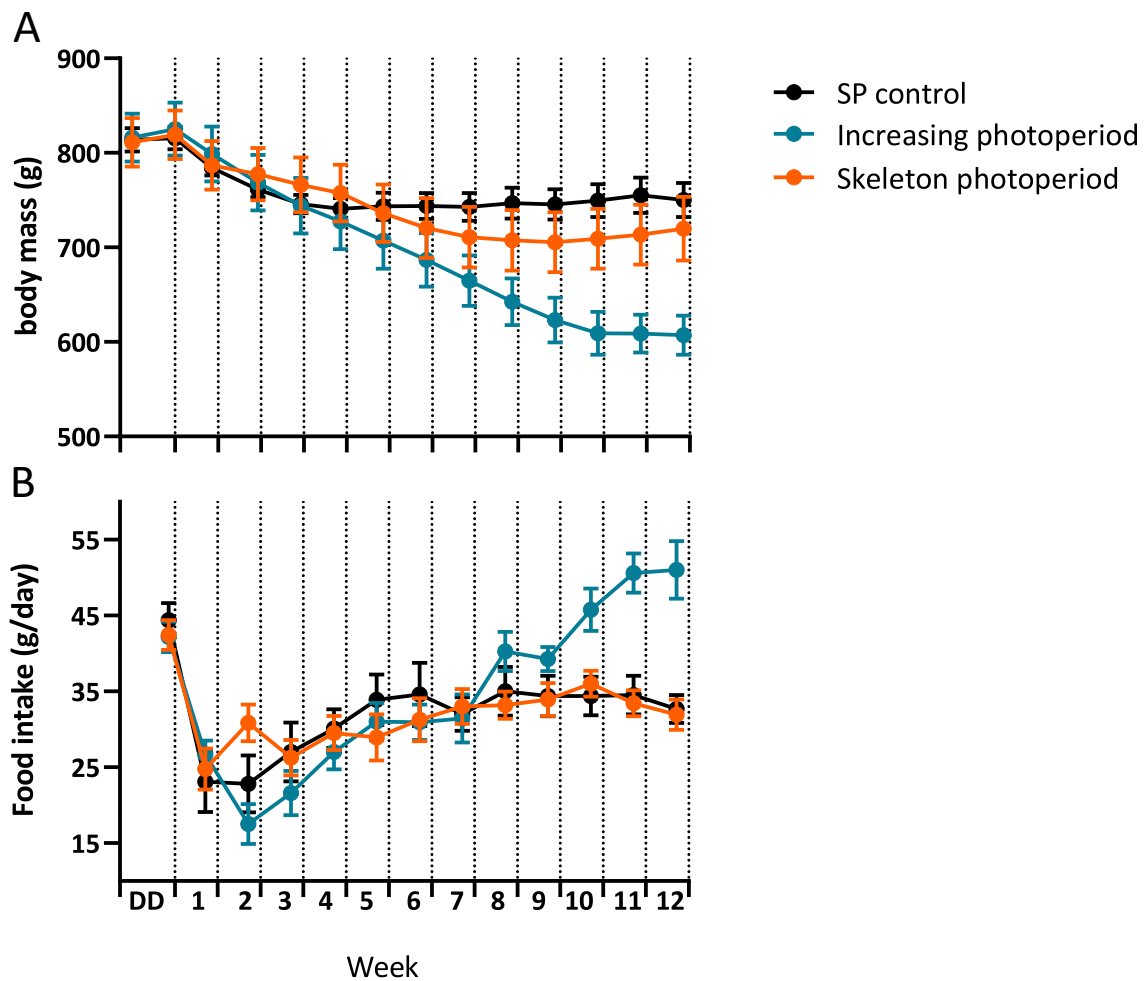 A
900
800
700
600
500
body mass (g)
SP control
Increasing photoperiod
Skeleton photoperiod
B
55
45
35
25
15
Food intake (g/day)
DD 1 2 3 4 5 6 7 8 9 10 11 12
Week